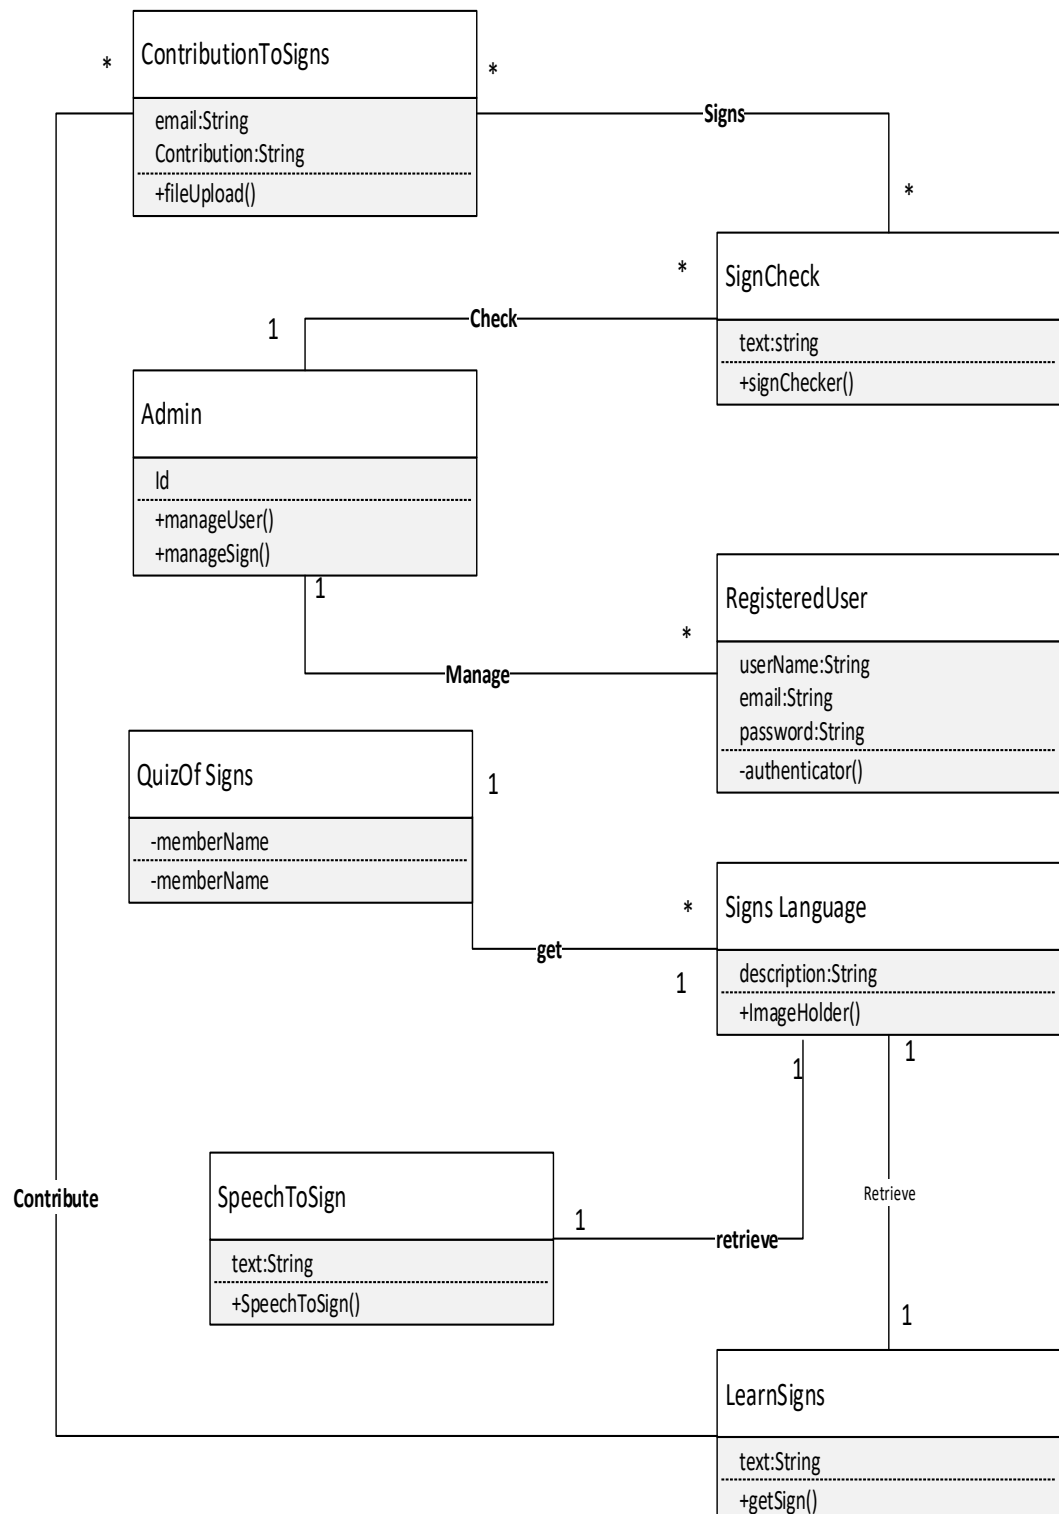 ContributionToSigns
*
*
email:String
Contribution:String
+fileUpload()
Signs
*
SignCheck
*
text:string
+signChecker()
Check
1
Admin
Id
+manageUser()
+manageSign()
1
RegisteredUser
*
userName:String
email:String
password:String
-authenticator()
Manage
QuizOf Signs
1
-memberName
-memberName
Signs Language
*
get
1
description:String
+ImageHolder()
1
1
SpeechToSign
1
text:String
+SpeechToSign()
retrieve
Retrieve
Contribute
1
LearnSigns
text:String
+getSign()